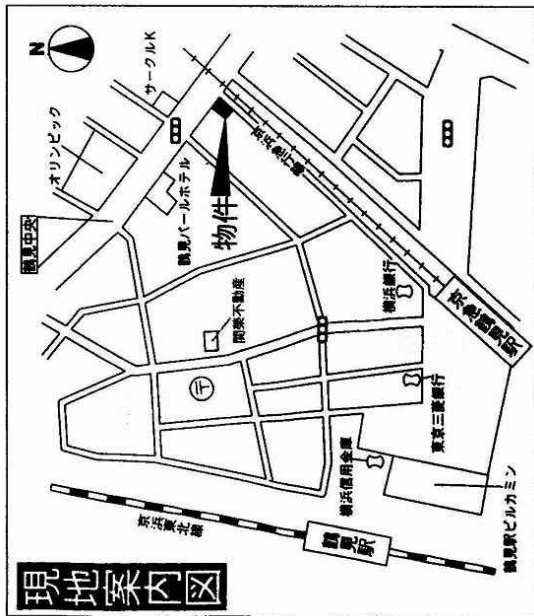 現地案内図
N
サークルK
オリンピック
鶴見中央
鶴見パールホテル
物件
京浜急行線
関榮不動産
〒
横浜銀行
京急鶴見駅
東京三菱銀行
横浜信用金庫
鶴見駅ビルカミン
京浜東北線
鶴見駅